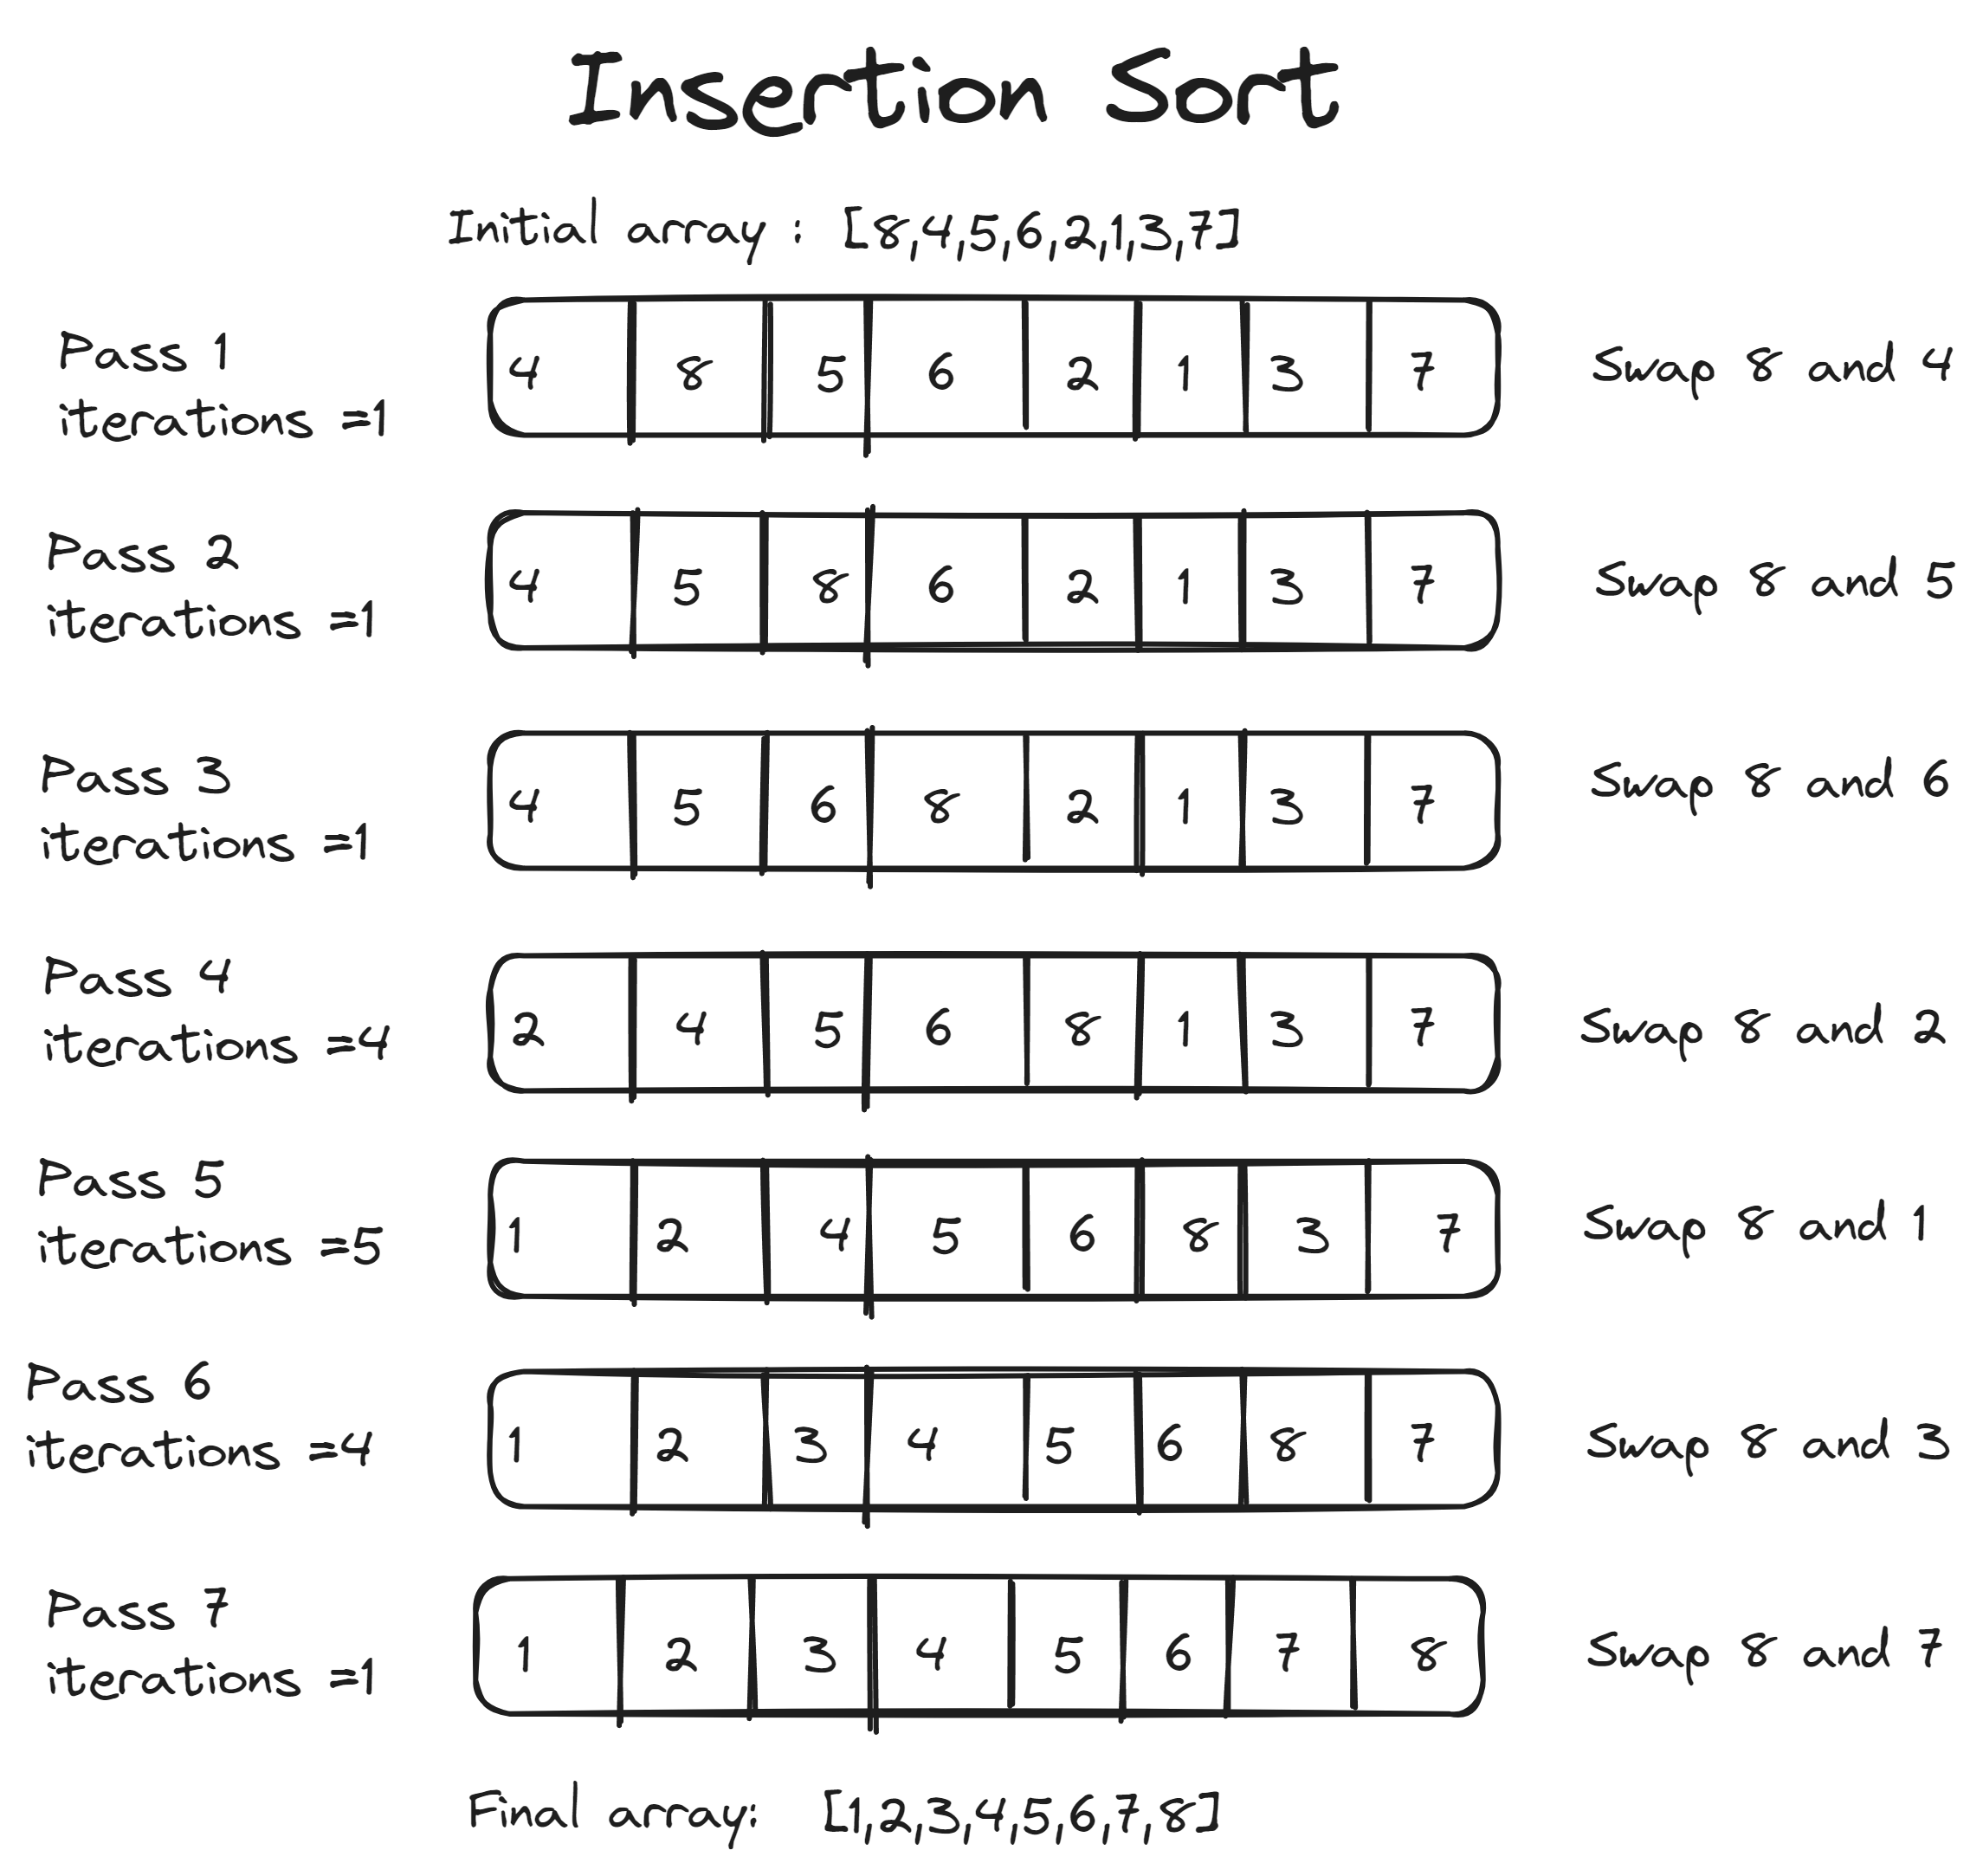 Insertion Sort
Initial array : [8,4,5,6,2,1,3,7]
Pass 1
iterations =1
4 8 5 6 2 1 3 7
Swap 8 and 4
Pass 2
iterations =1
4 5 8 6 2 1 3 7
Swap 8 and 5
Pass 3
iterations =1
4 5 6 8 2 1 3 7
Swap 8 and 6
Pass 4
iterations =4
2 4 5 6 8 1 3 7
Swap 8 and 2
Pass 5
iterations =5
1 2 4 5 6 8 3 7
Swap 8 and 1
Pass 6
iterations =4
1 2 3 4 5 6 8 7
Swap 8 and 3
Pass 7
iterations =1
1 2 3 4 5 6 7 8
Swap 8 and 7
Final array: [1,2,3,4,5,6,7,8]